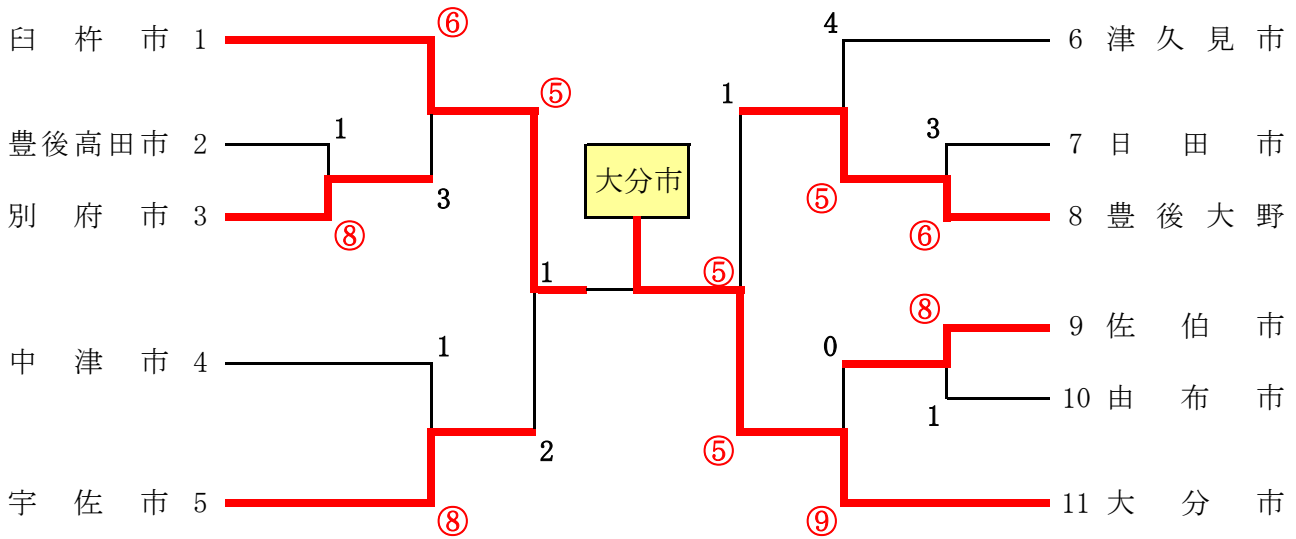 臼杵市 1
⑥
⑤
豊後高田市 2
1
3
別府市 3
⑧
中津市 4
1
2
宇佐市 5
⑧
1
大分市
⑤
4
6 津久見市
1
3
7 日田市
⑤
⑥
8 豊後大野
⑧
9 佐伯市
0
1
10 由布市
⑤
⑨
11 大分市